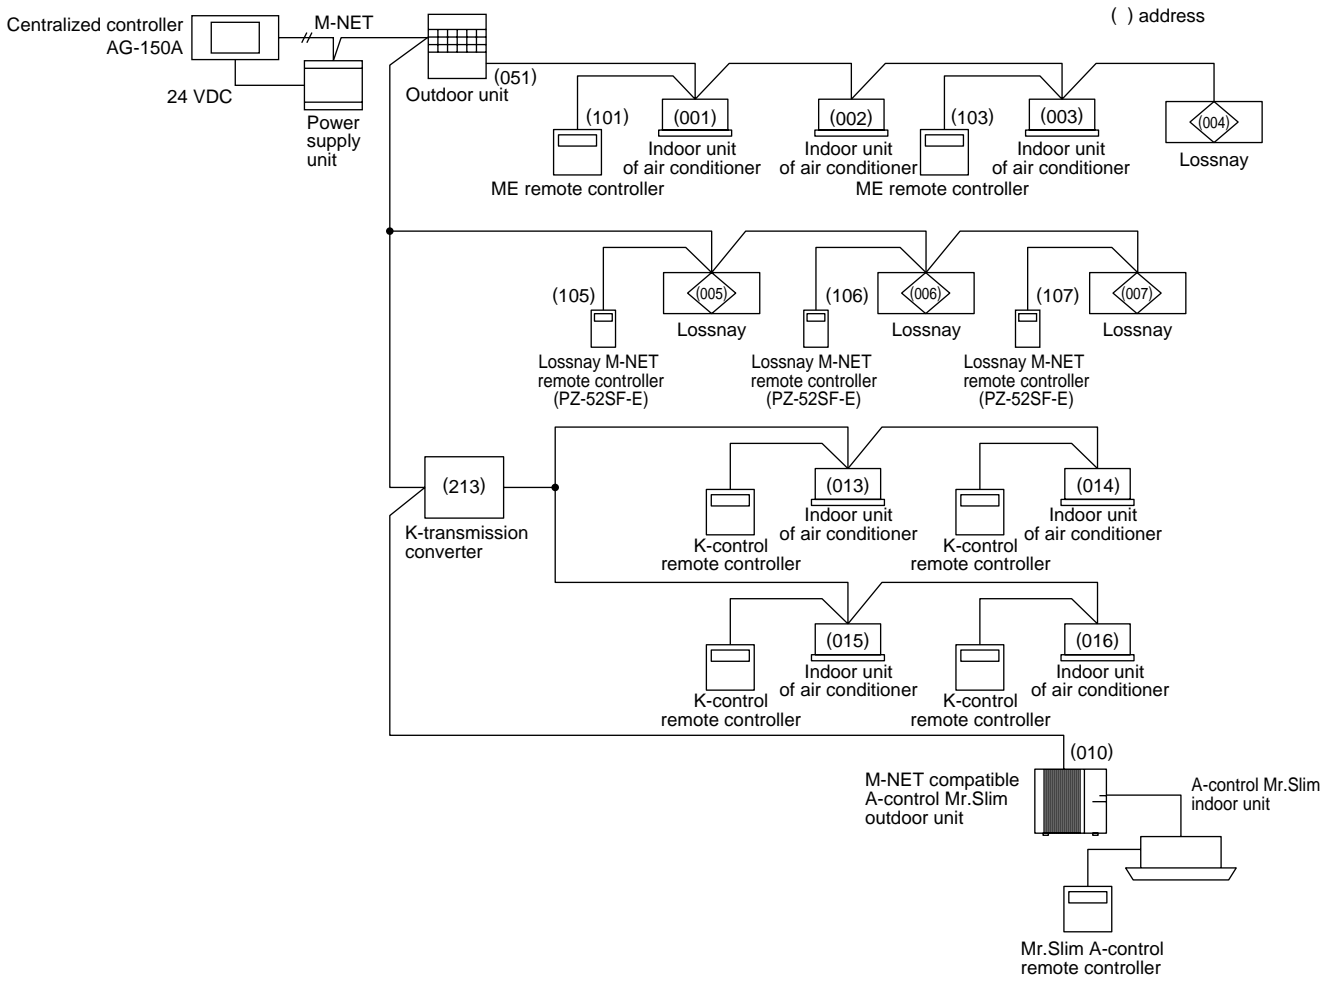 ( ) address
Centralized controller
AG-150A
M-NET
24 VDC
Power
supply
unit
Outdoor unit
(051)
(101)
(001)
(002)
(103)
(003)
(004)
Indoor unit
of air conditioner
Indoor unit
of air conditioner
Indoor unit
of air conditioner
Lossnay
ME remote controller
ME remote controller
(105)
(005)
(106)
(006)
(107)
(007)
Lossnay
Lossnay
Lossnay
Lossnay M-NET
remote controller
(PZ-52SF-E)
Lossnay M-NET
remote controller
(PZ-52SF-E)
Lossnay M-NET
remote controller
(PZ-52SF-E)
(213)
K-transmission
converter
(013)
(014)
Indoor unit
of air conditioner
Indoor unit
of air conditioner
K-control
remote controller
K-control
remote controller
(015)
(016)
Indoor unit
of air conditioner
Indoor unit
of air conditioner
K-control
remote controller
K-control
remote controller
(010)
M-NET compatible
A-control Mr.Slim
outdoor unit
A-control Mr.Slim
indoor unit
Mr.Slim A-control
remote controller